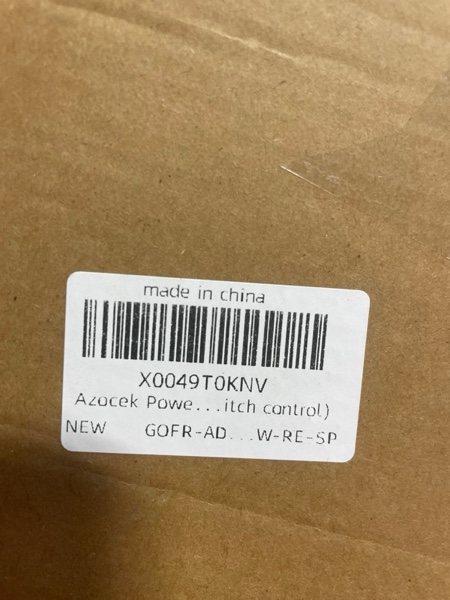 made in china
X0049T0KNV
Azocek Powe...itch control)
NEW GOFR-AD...W-RE-SP